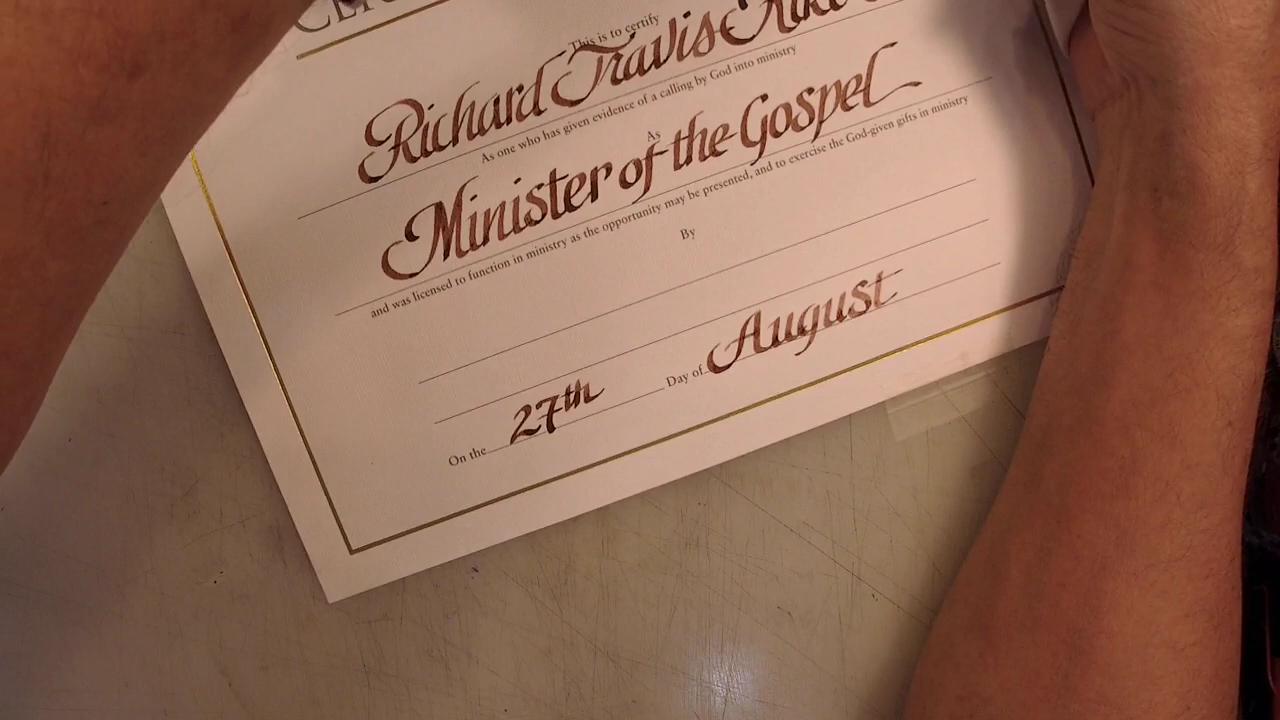 This is to certify
Richard Travis
As one who has given evidence of a calling by God into ministry
As
Minister of the Gospel
and was licensed to function in ministry as the opportunity may be presented, and to exercise the God-given gifts in ministry
By
On the 27th Day of August